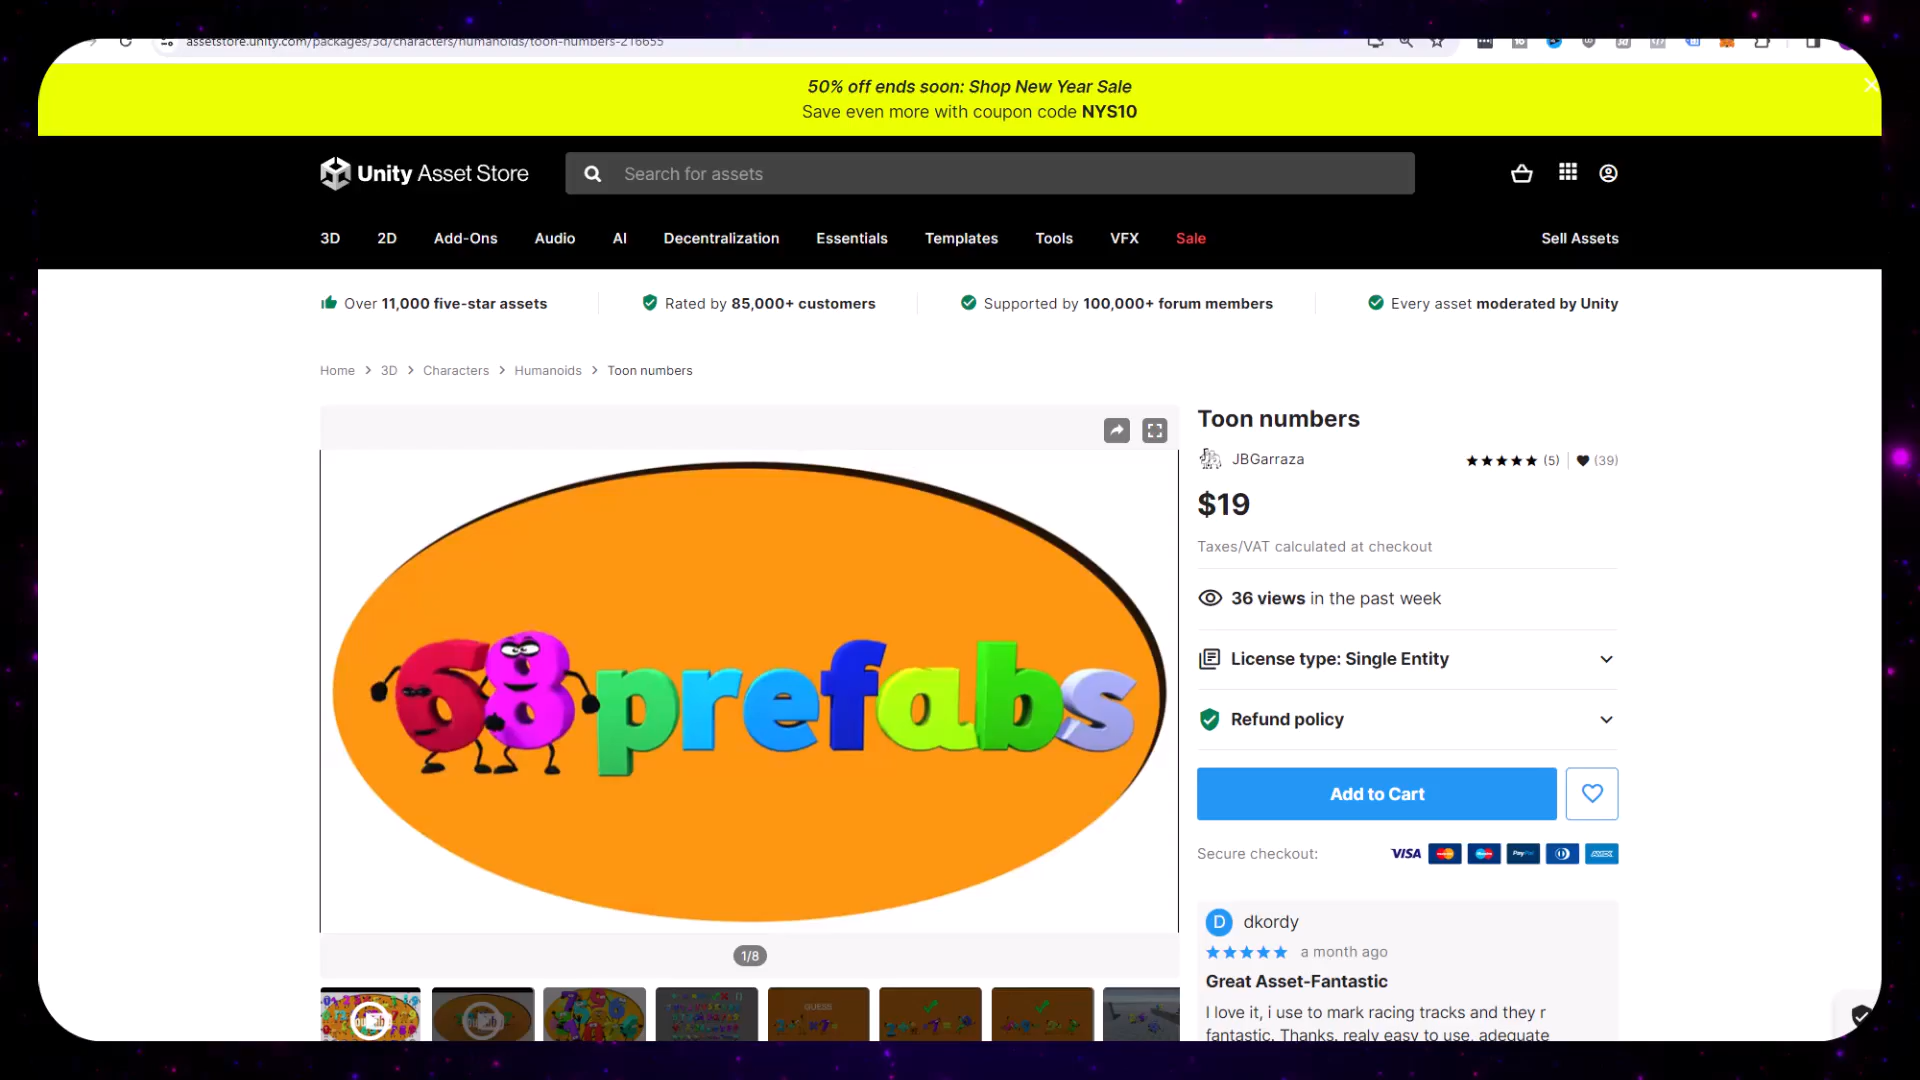 assetstore.unity.com/packages/3d/characters/humanoids/toon-numbers-216655
50% off ends soon: Shop New Year Sale
Save even more with coupon code NYS10
Unity Asset Store
Search for assets
3D 2D Add-Ons Audio AI Decentralization Essentials Templates Tools VFX Sale Sell Assets
Over 11,000 five-star assets
Rated by 85,000+ customers
Supported by 100,000+ forum members
Every asset moderated by Unity
Home > 3D > Characters > Humanoids > Toon numbers
68prefabs
1/8
GUESS
Toon numbers
JBGarraza
(5) (39)
$19
Taxes/VAT calculated at checkout
36 views in the past week
License type: Single Entity
Refund policy
Add to Cart
Secure checkout: VISA PayPal AMEX
D dkordy
a month ago
Great Asset-Fantastic
I love it, i use to mark racing tracks and they r
fantastic. Thanks, realy easy to use, adequate